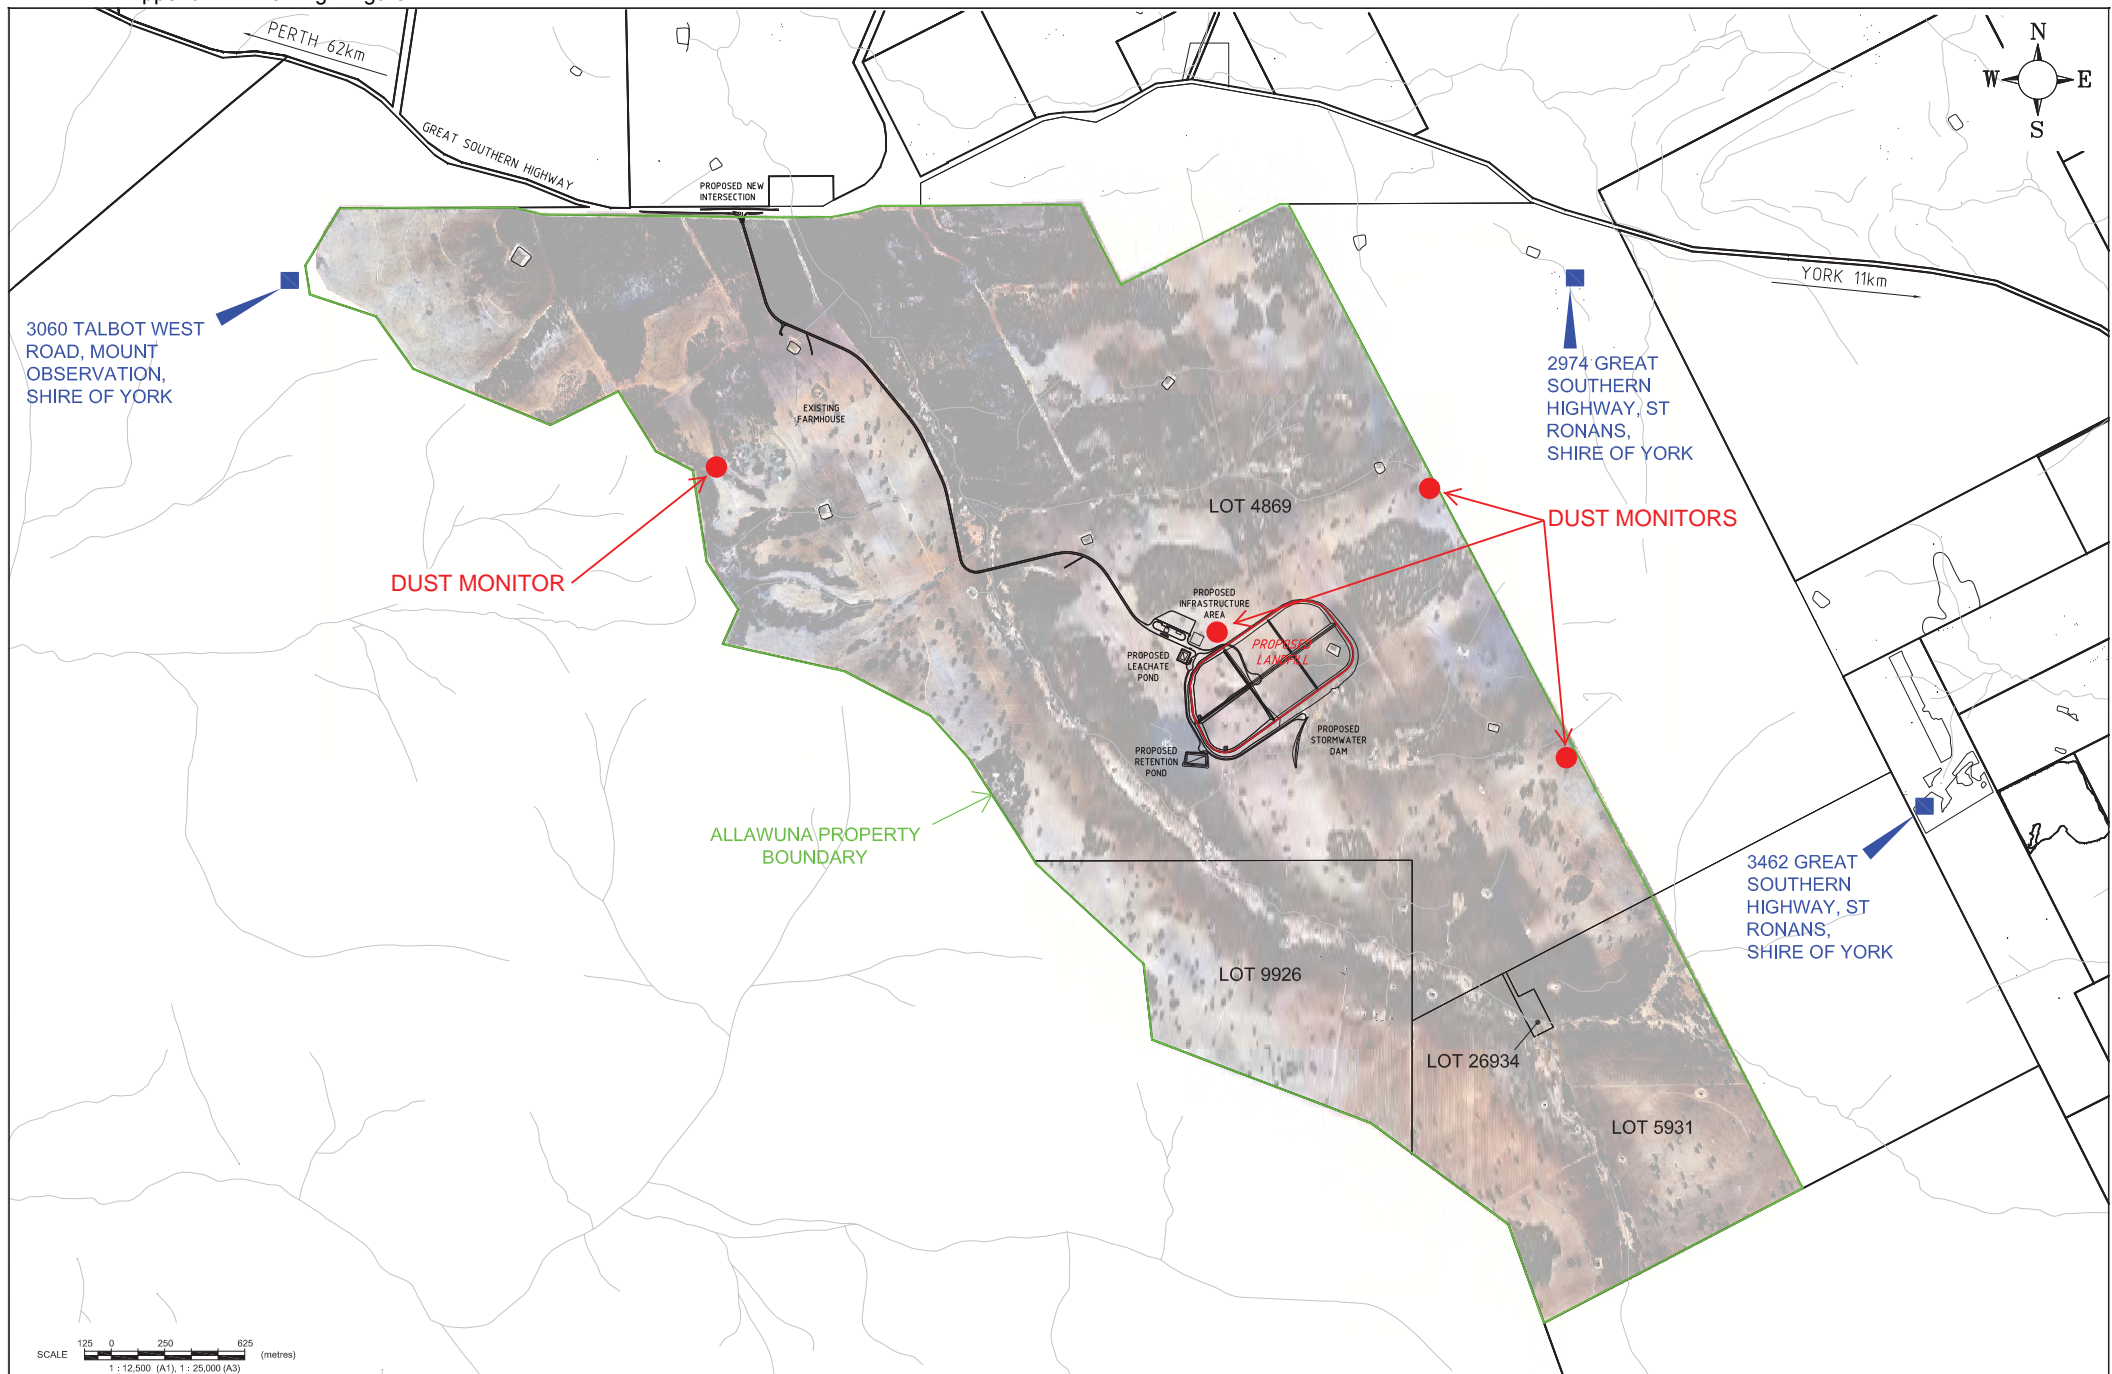 PERTH 62km
GREAT SOUTHERN HIGHWAY
PROPOSED NEW
INTERSECTION
N
W
E
S
YORK 11km
3060 TALBOT WEST
ROAD, MOUNT
OBSERVATION,
SHIRE OF YORK
2974 GREAT
SOUTHERN
HIGHWAY, ST
RONANS,
SHIRE OF YORK
EXISTING
FARMHOUSE
LOT 4869
DUST MONITORS
DUST MONITOR
PROPOSED
INFRASTRUCTURE
AREA
PROPOSED
LANDFILL
PROPOSED
LEACHATE
POND
PROPOSED
STORMWATER
DAM
PROPOSED
RETENTION
POND
ALLAWUNA PROPERTY
BOUNDARY
3462 GREAT
SOUTHERN
HIGHWAY, ST
RONANS,
SHIRE OF YORK
LOT 9926
LOT 26934
LOT 5931
SCALE
125 0 250 625
(metres)
1 : 12,500 (A1), 1 : 25,000 (A3)